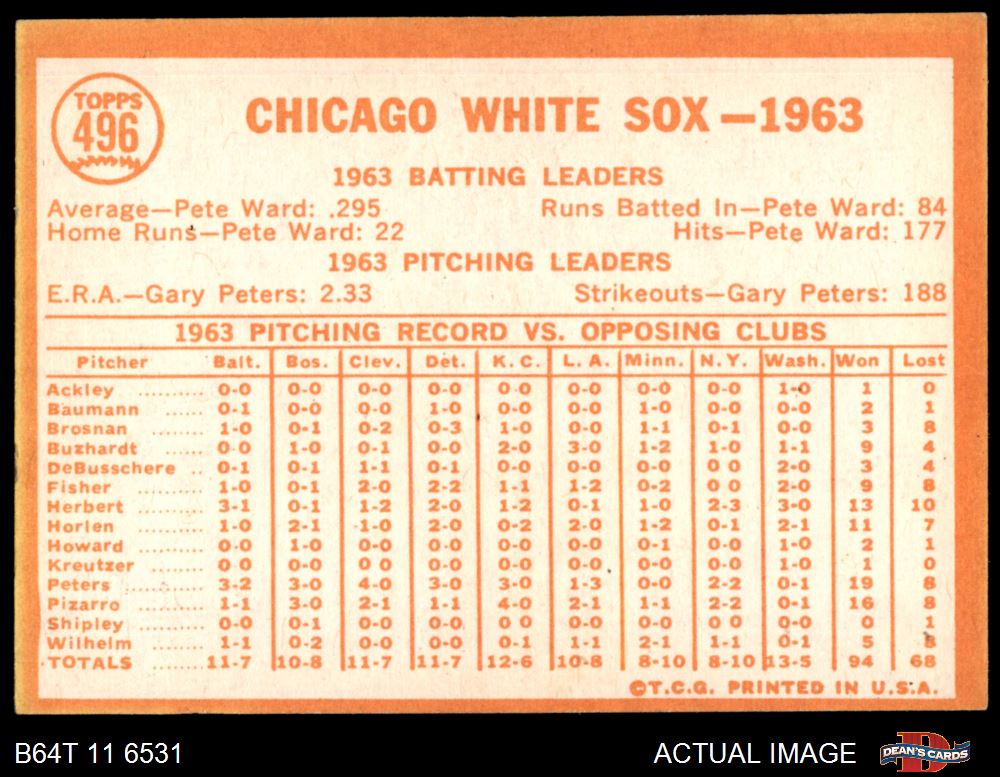 TOPPS
496
CHICAGO WHITE SOX—1963
1963 BATTING LEADERS
Average—Pete Ward: .295 Runs Batted In—Pete Ward: 84
Home Runs—Pete Ward: 22 Hits—Pete Ward: 177
1963 PITCHING LEADERS
E.R.A.—Gary Peters: 2.33 Strikeouts—Gary Peters: 188
1963 PITCHING RECORD VS. OPPOSING CLUBS
Pitcher Balt. Bos. Clev. Det. K.C. L.A. Minn. N.Y. Wash. Won Lost
Ackley .......... 0-0 0-0 0-0 0-0 0-0 0-0 0-0 0-0 1-0 1 0
Baumann ...... 0-1 0-0 0-0 1-0 0-0 0-0 1-0 0-0 0-0 2 1
Brosnan ........ 1-0 0-1 0-2 0-3 1-0 0-0 1-1 0-1 0-0 3 8
Buzhardt ...... 0-0 1-0 0-1 0-0 2-0 3-0 1-2 1-0 1-1 9 4
DeBusschere .. 0-1 0-1 1-1 0-1 0-0 0-0 0-0 0 0 2-0 3 4
Fisher .......... 1-0 0-1 2-0 2-2 1-1 1-2 0-2 0 0 2-0 9 8
Herbert ........ 3-1 0-1 1-2 2-0 1-2 0-1 1-0 2-3 3-0 13 10
Horlen .......... 1-0 2-1 1-0 2-0 0-2 2-0 1-2 0-1 2-1 11 7
Howard ........ 0-0 1-0 0-0 0-0 0-0 0-0 0-1 0-0 1-0 2 1
Kreutzer ...... 0 0 0-0 0 0 0-0 0-0 0-0 0-0 0-0 1-0 1 0
Peters .......... 3-2 3-0 4-0 3-0 3-0 1-3 0-0 2-2 0-1 19 8
Pizarro ........ 1-1 3-0 2-1 1-1 4-0 2-1 1-1 2-2 0-1 16 8
Shipley ........ 0-0 0-1 0-0 0-0 0 0 0-0 0-0 0 0 0-0 0 1
Wilhelm ........ 1-1 0-2 0-0 0-0 0-1 1-1 2-1 1-1 0-1 5 8
TOTALS ........ 11-7 10-8 11-7 11-7 12-6 10-8 8-10 8-10 13-5 94 68
©T.C.G. PRINTED IN U.S.A.
B64T 11 6531 ACTUAL IMAGE DEAN'S CARDS